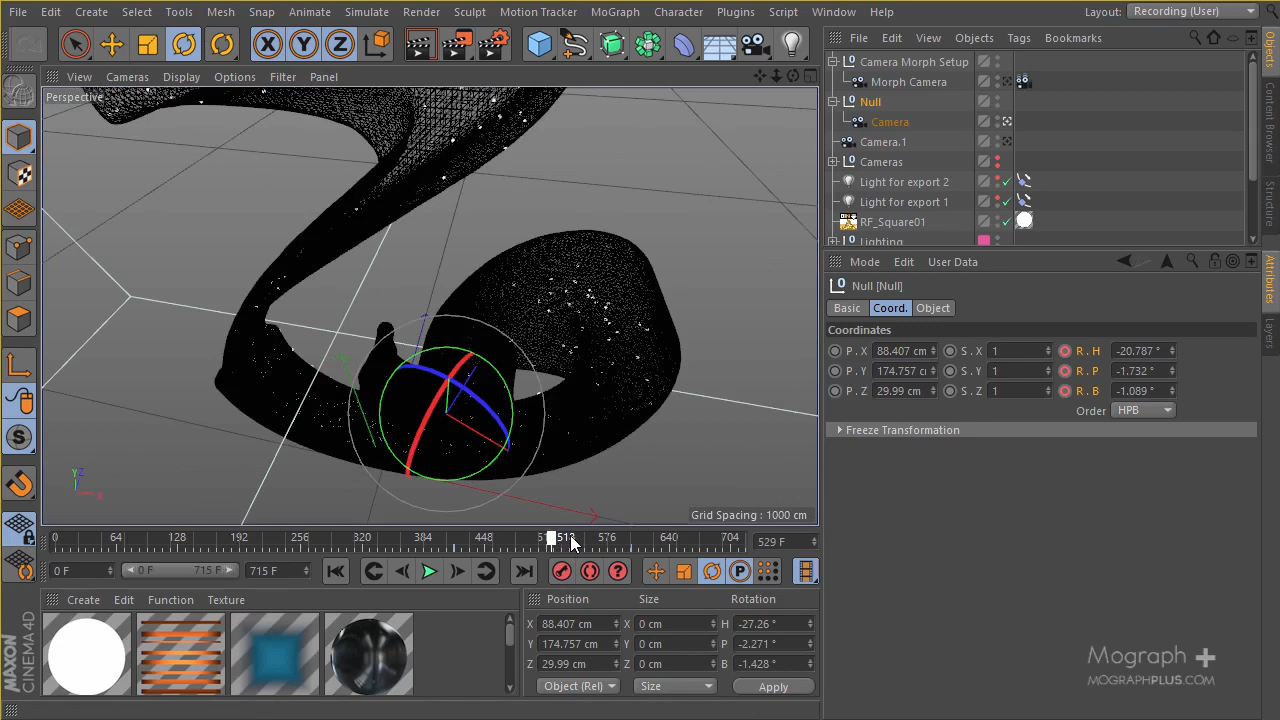 File Edit Create Select Tools Mesh Snap Animate Simulate Render Sculpt Motion Tracker MoGraph Character Plugins Script Window Help Layout: Recording (User)
X Y Z
View Cameras Display Options Filter Panel
Perspective
Grid Spacing : 1000 cm
File Edit View Objects Tags Bookmarks
Camera Morph Setup
Morph Camera
Null
Camera
Camera.1
Cameras
Light for export 2
Light for export 1
RF_Square01
Lighting
Objects
Content Browser
Structure
Attributes
Layers
Mode Edit User Data
Null [Null]
Basic Coord. Object
Coordinates
P . X 88.407 cm S . X 1 R . H -20.787 °
P . Y 174.757 c S . Y 1 R . P -1.732 °
P . Z 29.99 cm S . Z 1 R . B -1.089 °
Order HPB
Freeze Transformation
0 64 128 192 256 320 384 448 512 576 640 704 529 F
0 F 0 F 715 F 715 F
Create Edit Function Texture
Position Size Rotation
X 88.407 cm X 0 cm H -27.26 °
Y 174.757 cm Y 0 cm P -2.271 °
Z 29.99 cm Z 0 cm B -1.428 °
Object (Rel) Size Apply
MAXON
CINEMA4D
Mograph
MOGRAPHPLUS.COM